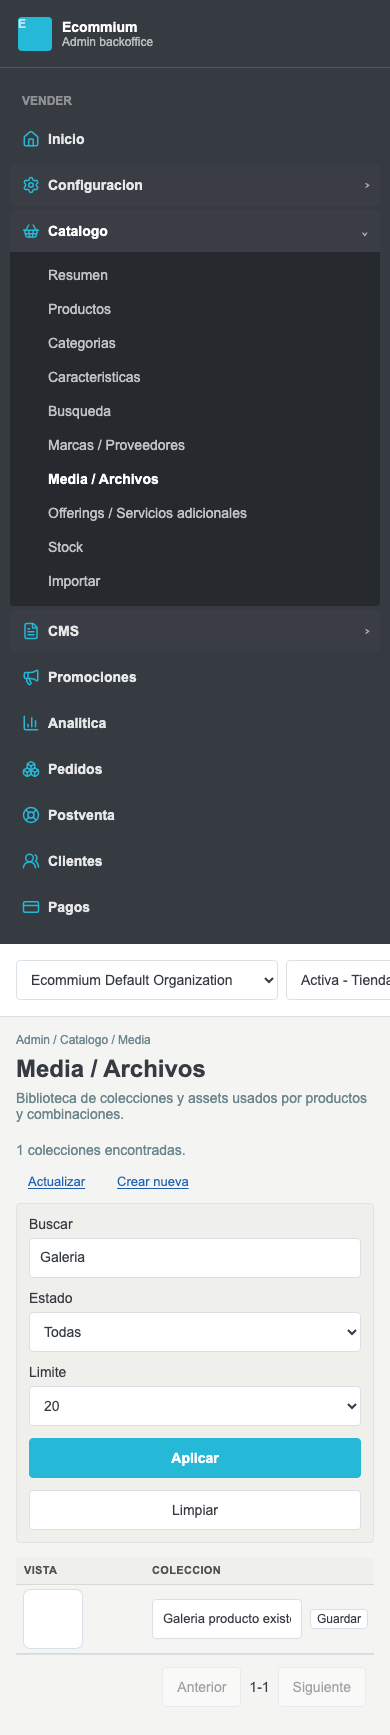 E
Ecommium
Admin backoffice
VENDER
Inicio
Configuracion
Catalogo
Resumen
Productos
Categorias
Caracteristicas
Busqueda
Marcas / Proveedores
Media / Archivos
Offerings / Servicios adicionales
Stock
Importar
CMS
Promociones
Analitica
Pedidos
Postventa
Clientes
Pagos
Ecommium Default Organization
Activa - Tienda
Admin / Catalogo / Media
Media / Archivos
Biblioteca de colecciones y assets usados por productos
y combinaciones.
1 colecciones encontradas.
Actualizar Crear nueva
Buscar
Galeria
Estado
Todas
Limite
20
Aplicar
Limpiar
VISTA COLECCION
Galeria producto exist Guardar
Anterior 1-1 Siguiente